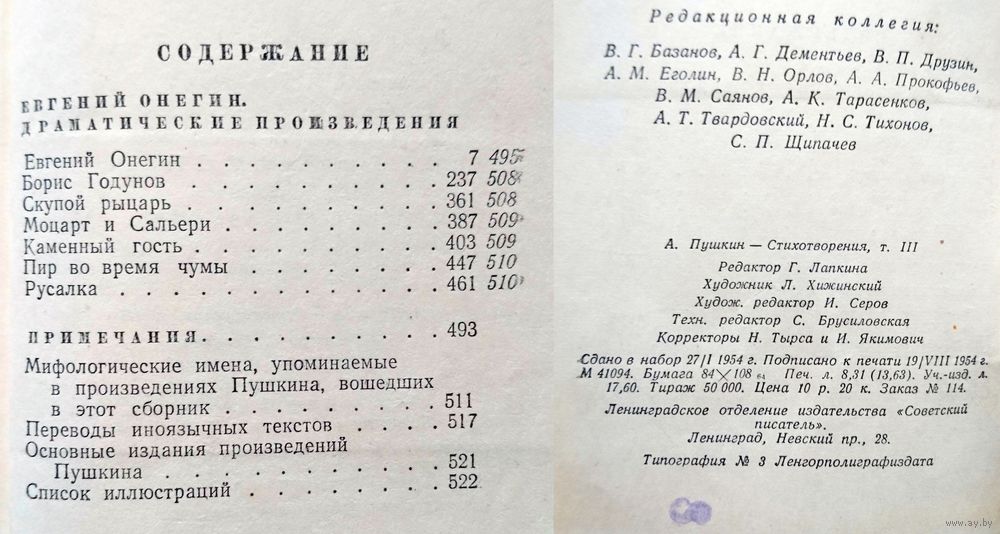 СОДЕРЖАНИЕ
ЕВГЕНИЙ ОНЕГИН.
ДРАМАТИЧЕСКИЕ ПРОИЗВЕДЕНИЯ
Евгений Онегин . . . . . . . . . . 7 495
Борис Годунов . . . . . . . . . . 237 508
Скупой рыцарь . . . . . . . . . . 361 508
Моцарт и Сальери . . . . . . . . 387 509
Каменный гость . . . . . . . . . 403 509
Пир во время чумы . . . . . . . . 447 510
Русалка . . . . . . . . . . . . 461 510
ПРИМЕЧАНИЯ. . . . . . . . . . . 493
Мифологические имена, упоминаемые
в произведениях Пушкина, вошедших
в этот сборник . . . . . . . . . 511
Переводы иноязычных текстов . . . . 517
Основные издания произведений
Пушкина . . . . . . . . . . . 521
Список иллюстраций . . . . . . . . 522
Редакционная коллегия:
В. Г. Базанов, А. Г. Дементьев, В. П. Друзин,
А. М. Еголин, В. Н. Орлов, А. А. Прокофьев,
В. М. Саянов, А. К. Тарасенков,
А. Т. Твардовский, Н. С. Тихонов,
С. П. Щипачев
А. Пушкин — Стихотворения, т. III
Редактор Г. Лапкина
Художник Л. Хижинский
Худож. редактор И. Серов
Техн. редактор С. Брусиловская
Корректоры Н. Тырса и И. Якимович
Сдано в набор 27/I 1954 г. Подписано к печати 19/VIII 1954 г.
М 41094. Бумага 84×108 1/64 Печ. л. 8,31 (13,63). Уч.-изд. л.
17,60. Тираж 50 000. Цена 10 р. 20 к. Заказ № 114.
Ленинградское отделение издательства «Советский
писатель».
Ленинград, Невский пр., 28.
Типография № 3 Ленгорполиграфиздата
www.ay.by